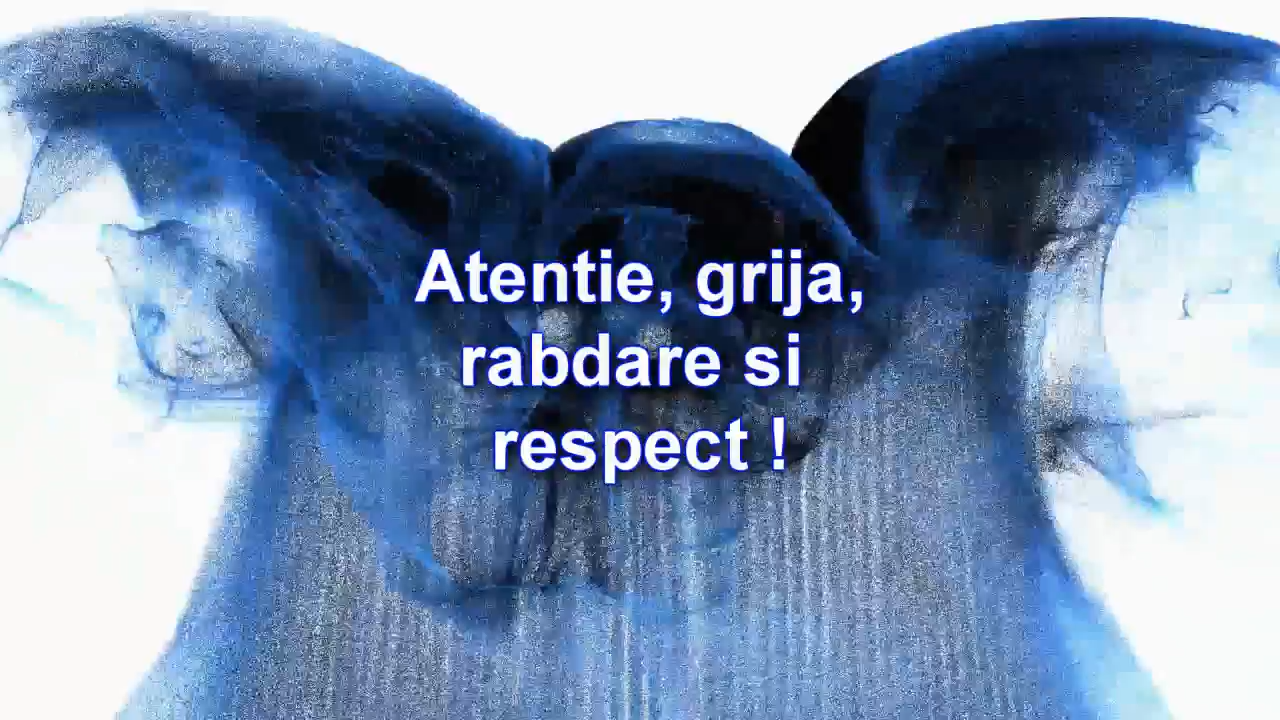 Atentie, grija,
rabdare si
respect !